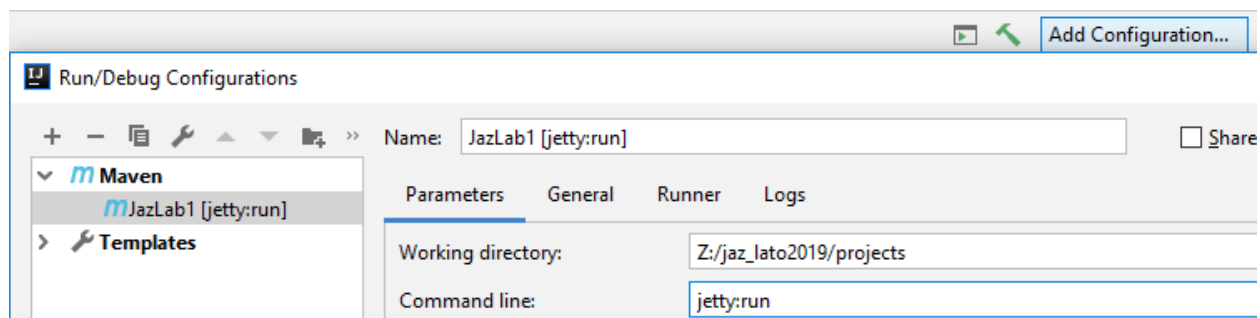 Add Configuration...
IJ Run/Debug Configurations
Name: JazLab1 [jetty:run] Share
m Maven
m JazLab1 [jetty:run]
Templates
Parameters General Runner Logs
Working directory: Z:/jaz_lato2019/projects
Command line: jetty:run